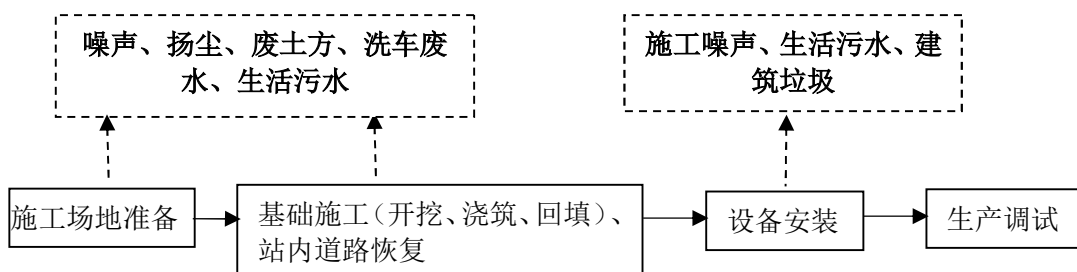 噪声、扬尘、废土方、洗车废
水、生活污水
施工噪声、生活污水、建
筑垃圾
施工场地准备
基础施工（开挖、浇筑、回填）、
站内道路恢复
设备安装
生产调试